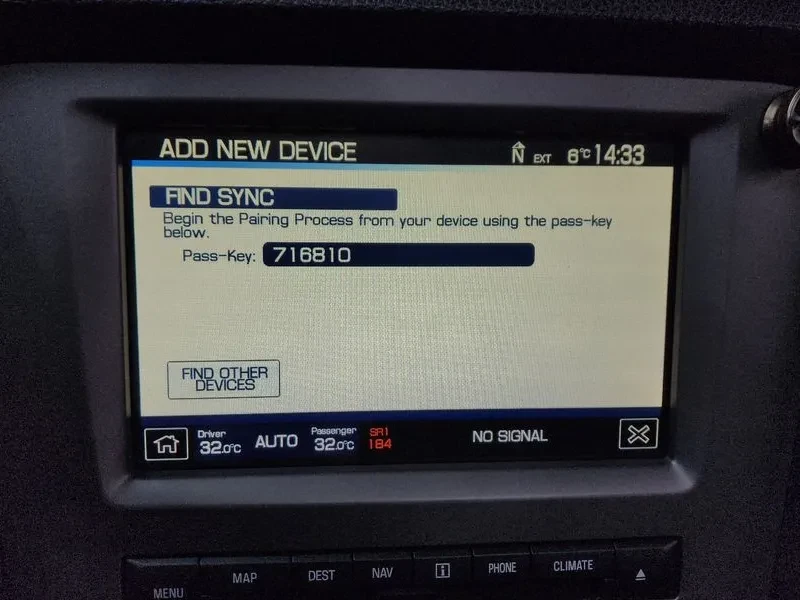 ADD NEW DEVICE
N EXT 6°C 14:33
FIND SYNC
Begin the Pairing Process from your device using the pass-key
below.
Pass-Key: 716810
FIND OTHER
DEVICES
Driver
32.0°C
AUTO
Passenger
32.0°C
SR1
184
NO SIGNAL
MENU
MAP
DEST
NAV
i
PHONE
CLIMATE